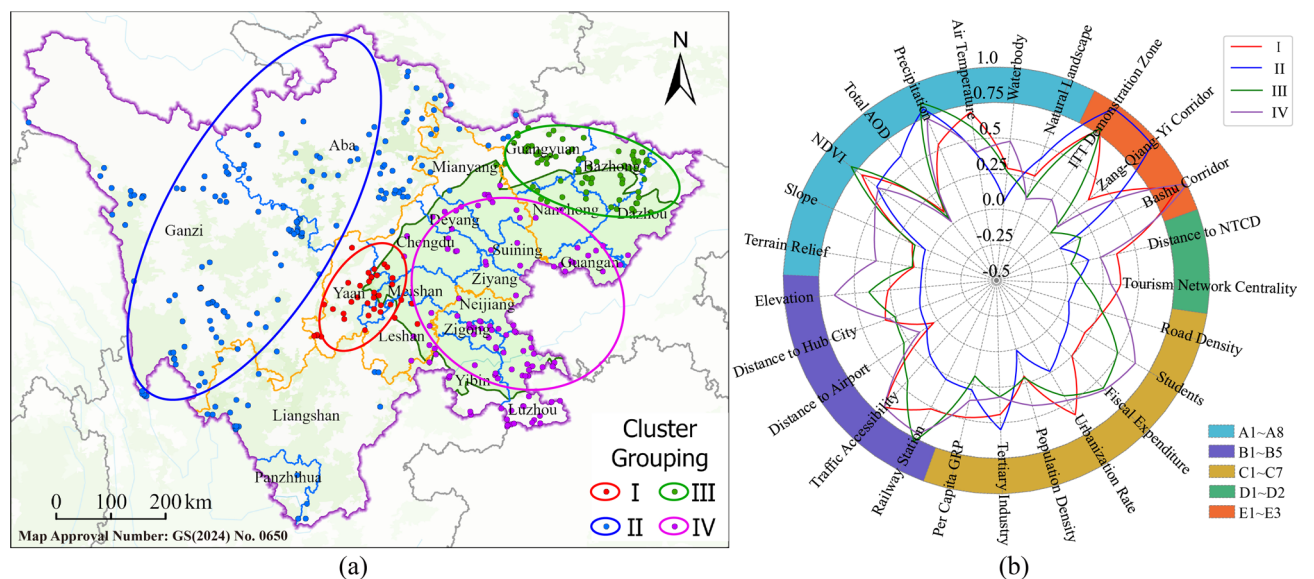 N
Aba
Ganzi
Mianyang
Guangyuan
Bazhong
Nanchong
Dazhou
Deyang
Chengdu
Suining
Guangan
Ziyang
Yaan
Meishan
Neijiang
Leshan
Zigong
Yibin
Luzhou
Liangshan
Panzhihua
0 100 200 km
Map Approval Number: GS(2024) No. 0650
Cluster
Grouping
I
II
III
IV
(a)
1.0
0.75
0.5
0.25
0.0
-0.25
-0.5
Waterbody
Natural Landscape
ITT Demonstration Zone
Zang-Qiang-Yi Corridor
Bashu Corridor
Distance to NTCD
Tourism Network Centrality
Road Density
Students
Fiscal Expenditure
Urbanization Rate
Population Density
Tertiary Industry
Per Capita GRP
Railway Station
Traffic Accessibility
Distance to Airport
Distance to Hub City
Elevation
Terrain Relief
Slope
NDVI
Total AOD
Precipitation
Air Temperature
I
II
III
IV
A1~A8
B1~B5
C1~C7
D1~D2
E1~E3
(b)